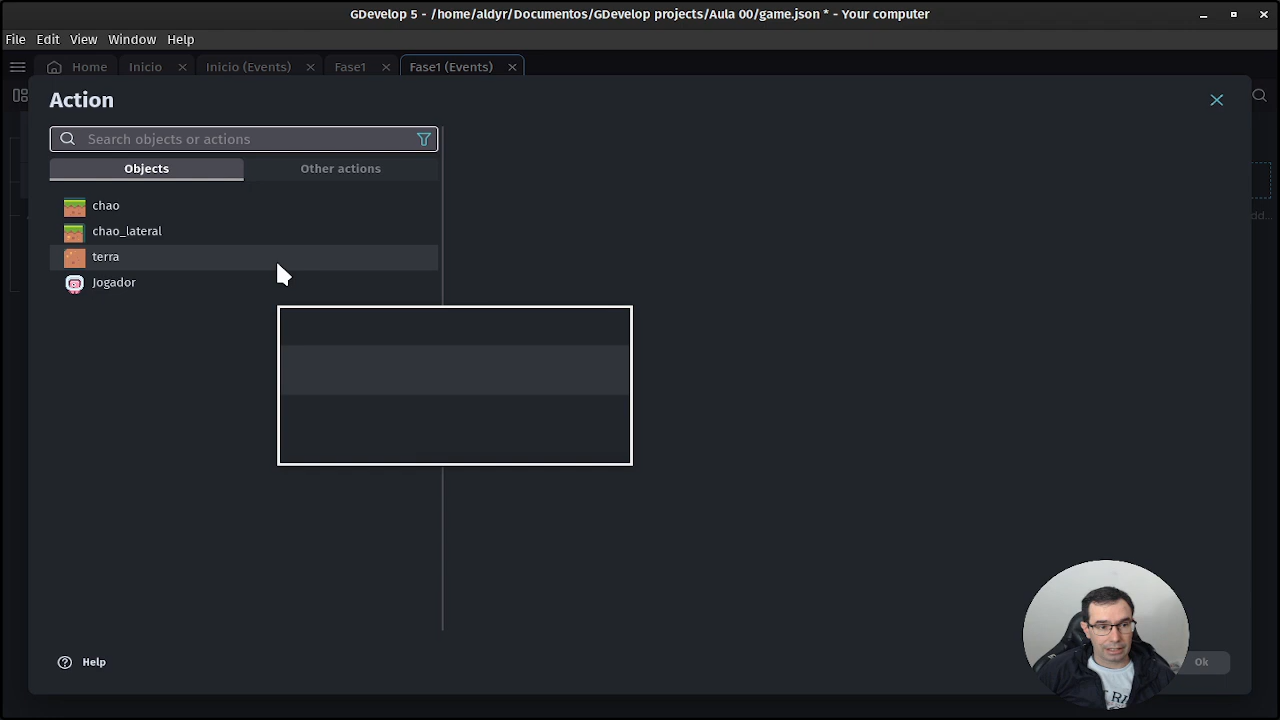 GDevelop 5 - /home/aldyr/Documentos/GDevelop projects/Aula 00/game.json * - Your computer
File Edit View Window Help
Home Inicio Inicio (Events) Fase1 Fase1 (Events)
Action
Search objects or actions
Objects Other actions
chao
chao_lateral
terra
Jogador
Help
Ok